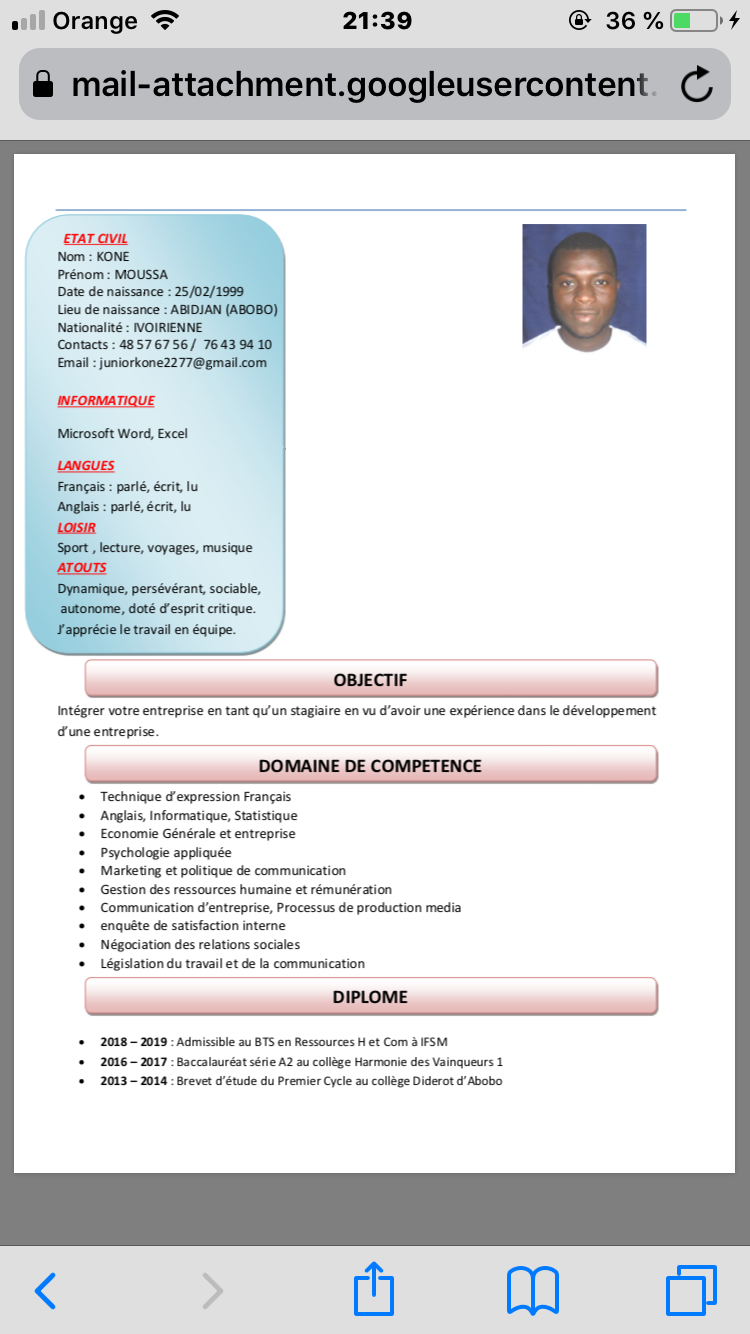 Orange 21:39 36 %
mail-attachment.googleusercontent.
ETAT CIVIL
Nom : KONE
Prénom : MOUSSA
Date de naissance : 25/02/1999
Lieu de naissance : ABIDJAN (ABOBO)
Nationalité : IVOIRIENNE
Contacts : 48 57 67 56 / 76 43 94 10
Email : juniorkone2277@gmail.com
INFORMATIQUE
Microsoft Word, Excel
LANGUES
Français : parlé, écrit, lu
Anglais : parlé, écrit, lu
LOISIR
Sport , lecture, voyages, musique
ATOUTS
Dynamique, persévérant, sociable,
autonome, doté d’esprit critique.
J’apprécie le travail en équipe.
OBJECTIF
Intégrer votre entreprise en tant qu’un stagiaire en vu d’avoir une expérience dans le développement
d’une entreprise.
DOMAINE DE COMPETENCE
• Technique d’expression Français
• Anglais, Informatique, Statistique
• Economie Générale et entreprise
• Psychologie appliquée
• Marketing et politique de communication
• Gestion des ressources humaine et rémunération
• Communication d’entreprise, Processus de production media
• enquête de satisfaction interne
• Négociation des relations sociales
• Législation du travail et de la communication
DIPLOME
• 2018 – 2019 : Admissible au BTS en Ressources H et Com à IFSM
• 2016 – 2017 : Baccalauréat série A2 au collège Harmonie des Vainqueurs 1
• 2013 – 2014 : Brevet d’étude du Premier Cycle au collège Diderot d’Abobo